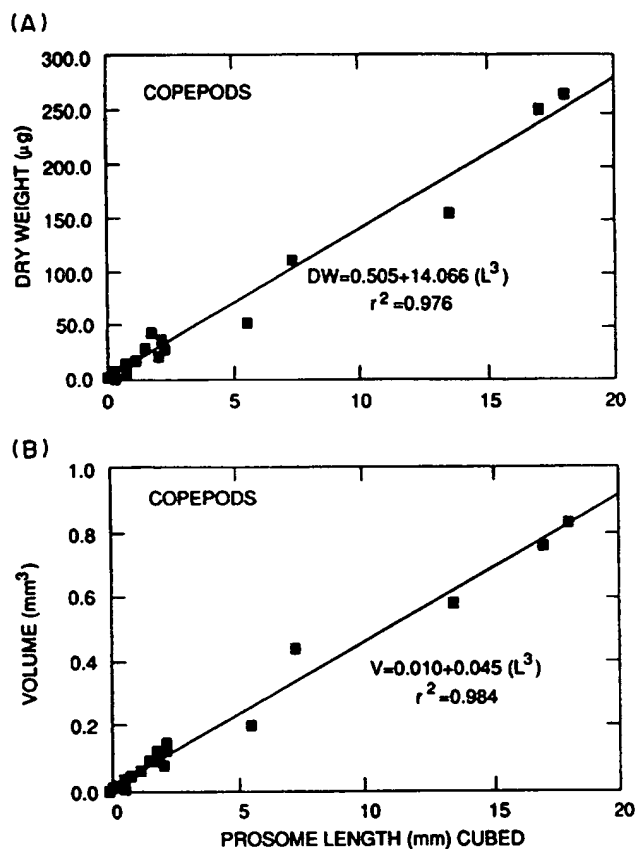 (A)
300.0
COPEPODS
250.0
200.0
150.0
100.0
50.0
0.0
DRY WEIGHT (µg)
DW=0.505+14.066 (L³)
r²=0.976
0 5 10 15 20
(B)
1.0
COPEPODS
0.8
0.6
0.4
0.2
0.0
VOLUME (mm³)
V=0.010+0.045 (L³)
r²=0.984
0 5 10 15 20
PROSOME LENGTH (mm) CUBED